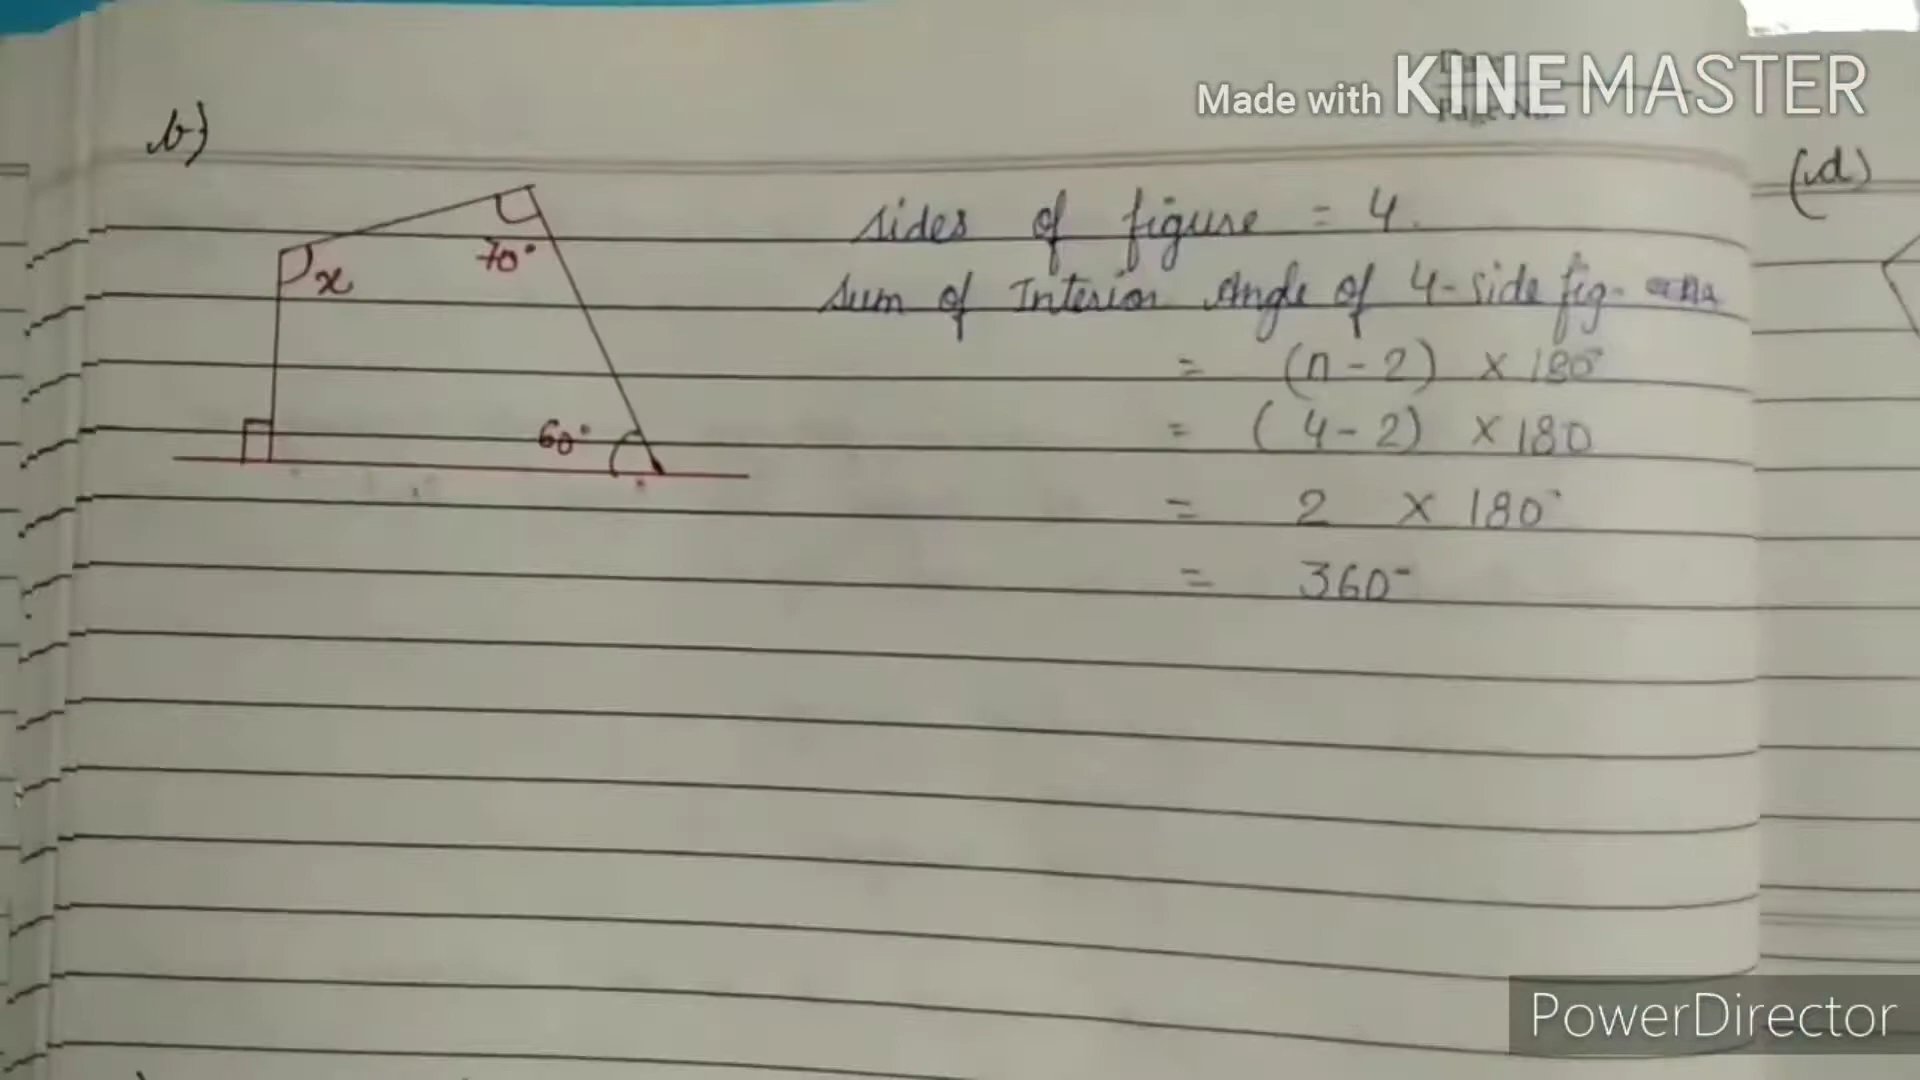 Made with KINEMASTER
b)
(d)
x
70°
60°
sides of figure = 4.
sum of Interior Angle of 4-side fig-
= (n-2) × 180°
= (4-2) × 180
= 2 × 180°
= 360°
PowerDirector